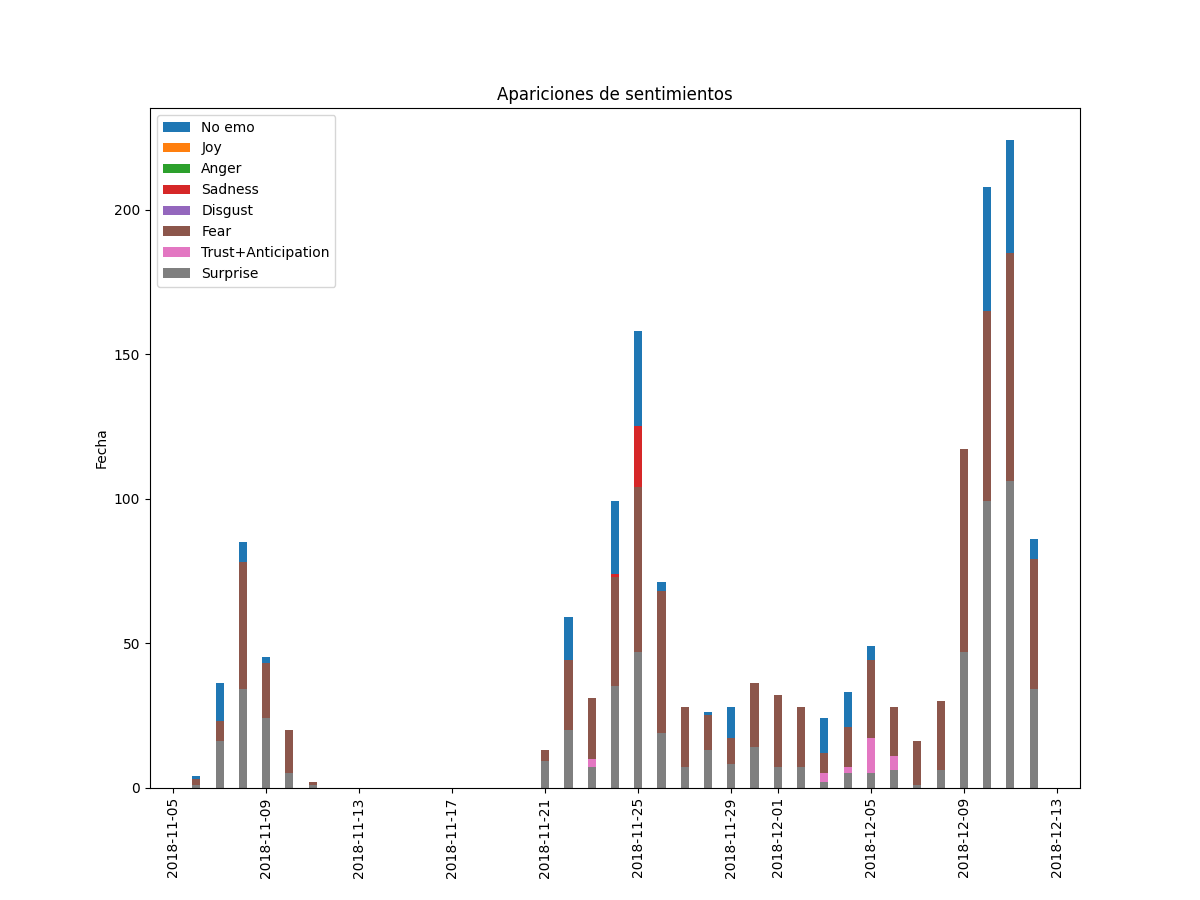 Apariciones de sentimientos
No emo
Joy
Anger
Sadness
Disgust
Fear
Trust+Anticipation
Surprise
Fecha
200
150
100
50
0
2018-11-05
2018-11-09
2018-11-13
2018-11-17
2018-11-21
2018-11-25
2018-11-29
2018-12-01
2018-12-05
2018-12-09
2018-12-13